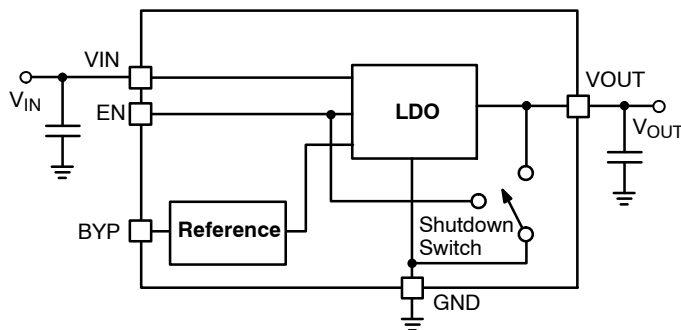 VIN
VOUT
V_IN
EN
LDO
V_OUT
BYP
Reference
Shutdown
Switch
GND